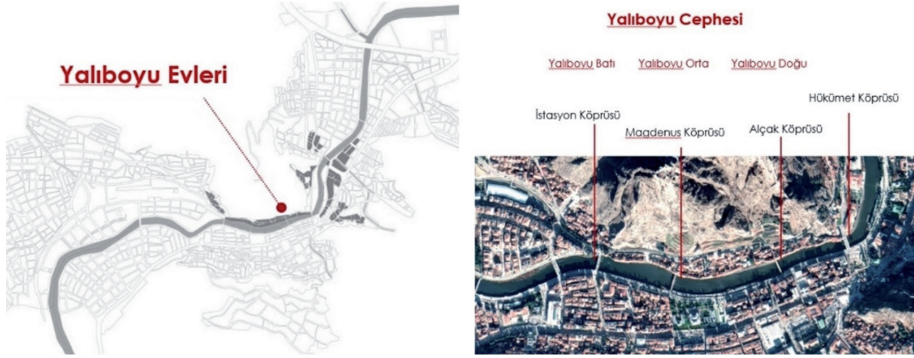 Yalıboyu Evleri
Yalıboyu Cephesi
Yalıboyu Batı Yalıboyu Orta Yalıboyu Doğu
Hükümet Köprüsü
İstasyon Köprüsü
Magdenus Köprüsü
Alçak Köprüsü